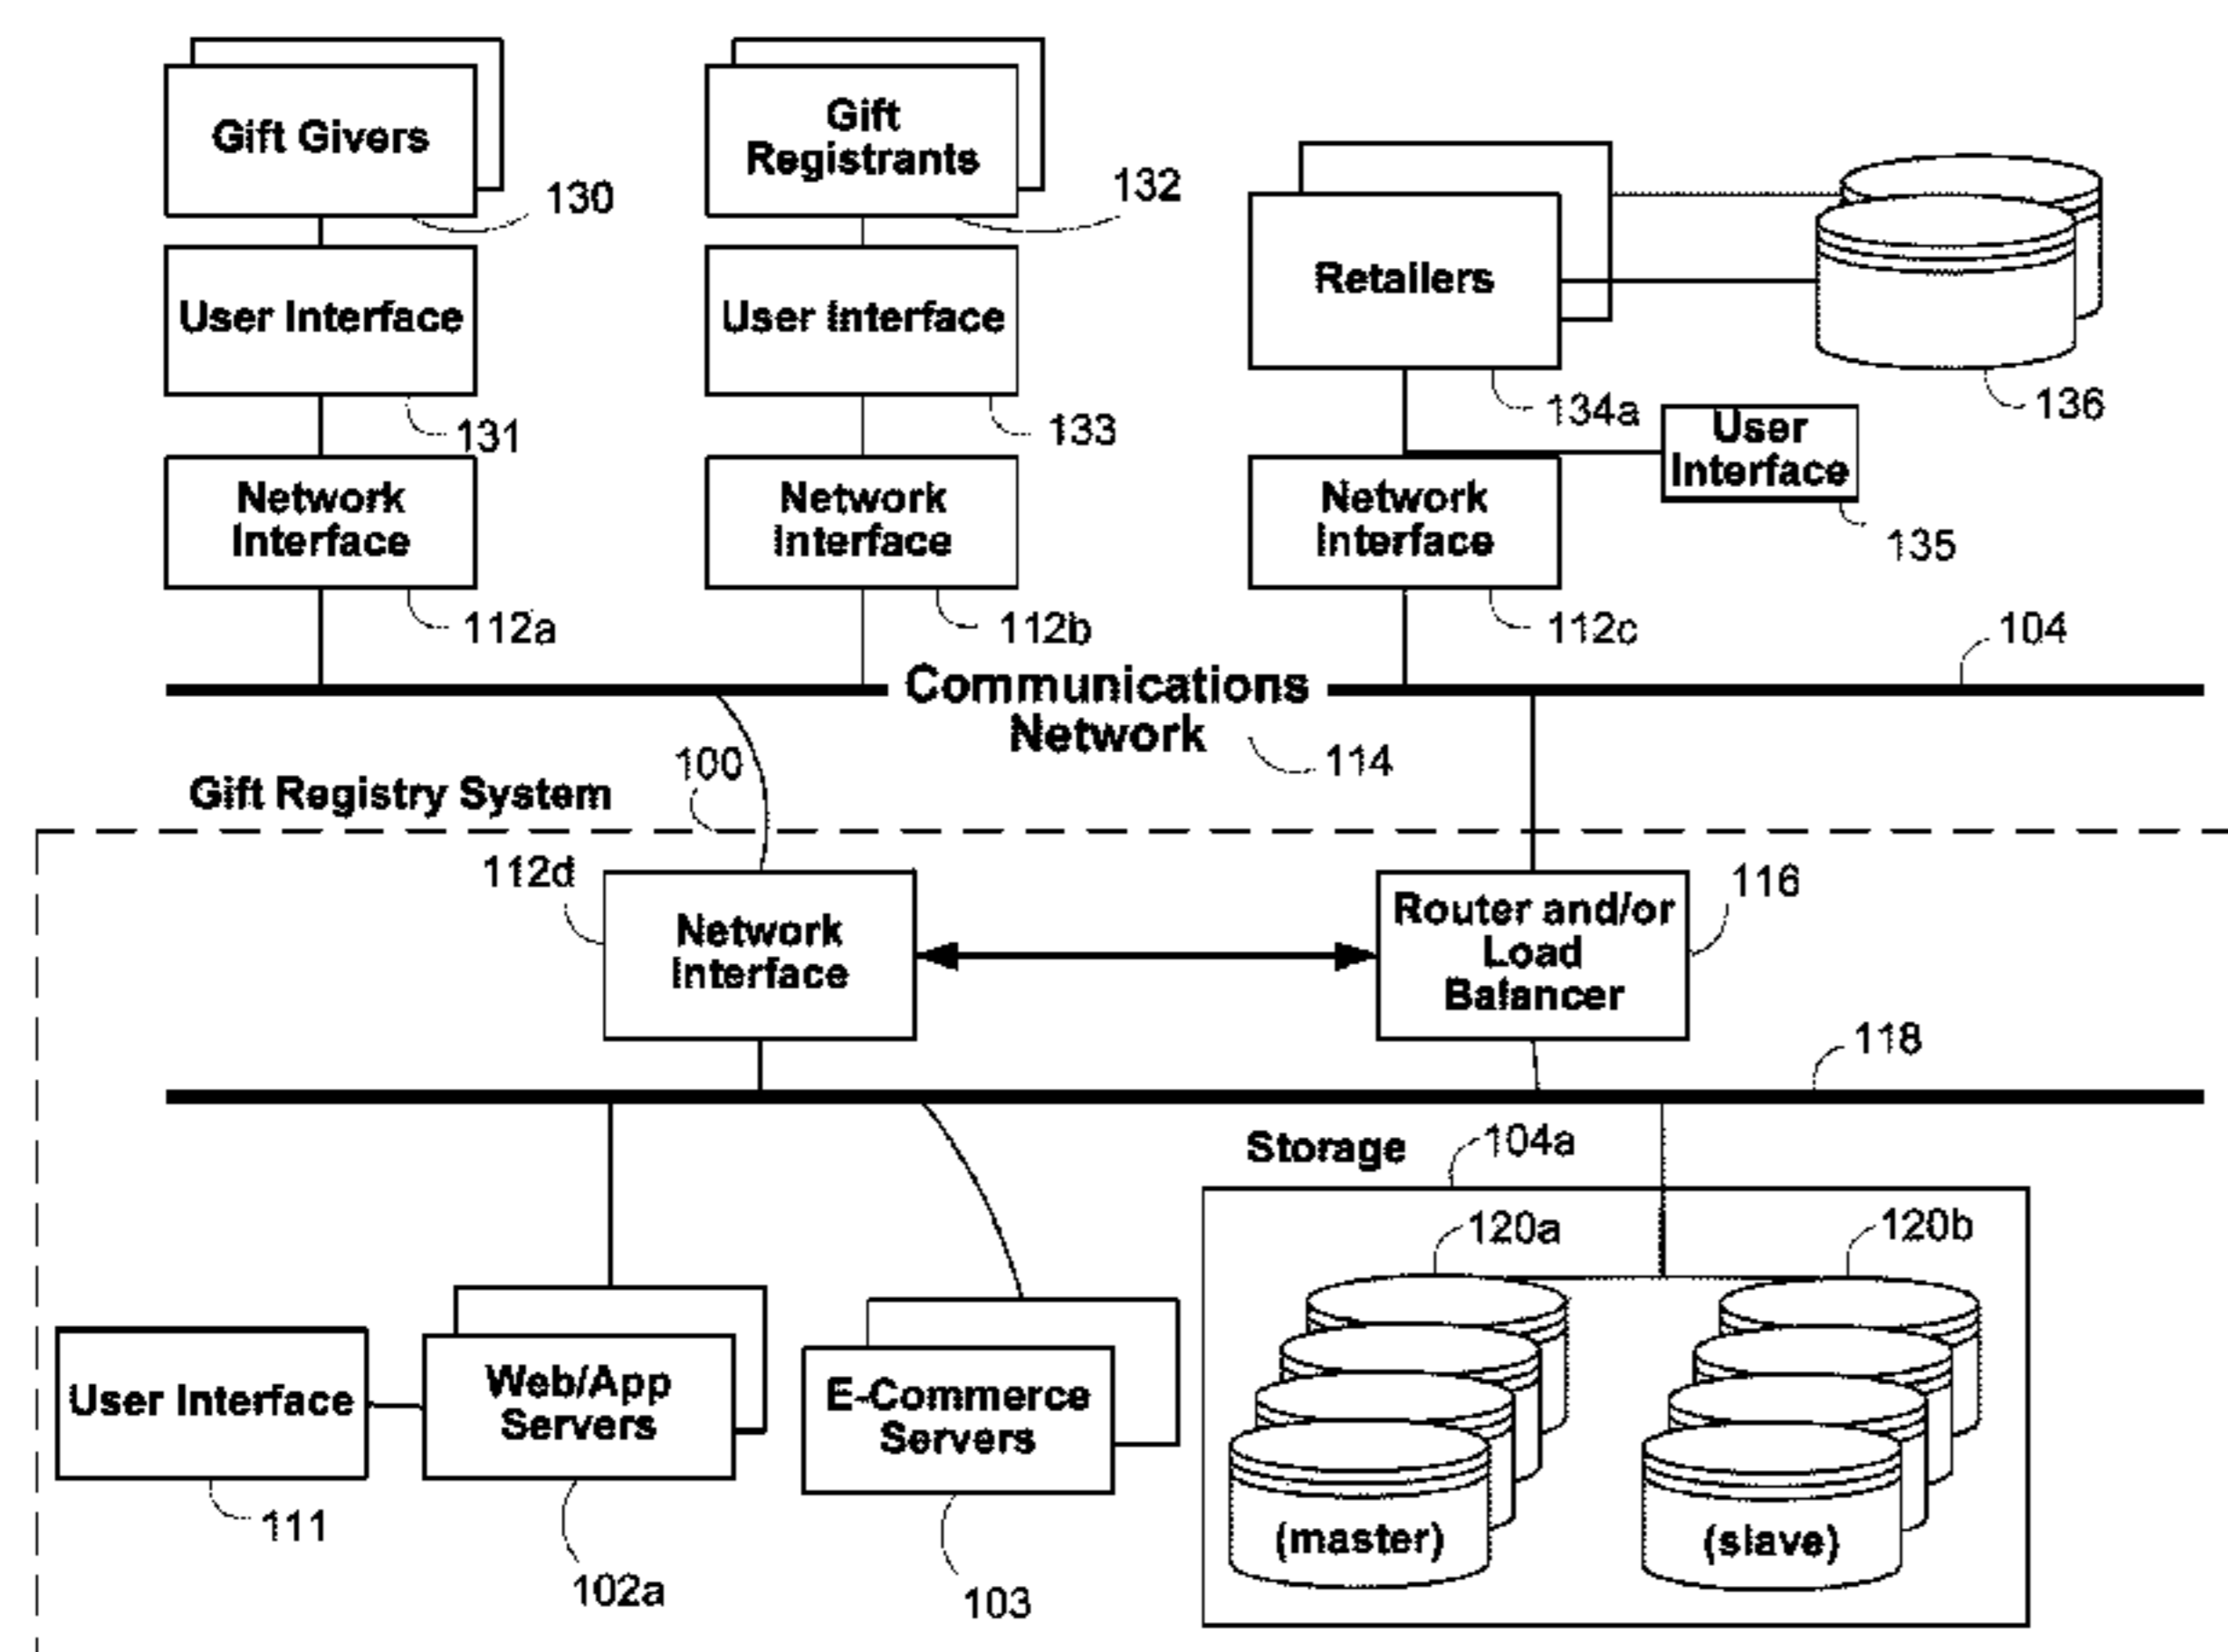 Gift Givers
130
Gift
Registrants
132
User Interface
131
User Interface
133
Retailers
134a
136
User
Interface
135
Network
Interface
112a
Network
Interface
112b
Network
Interface
112c
104
Communications
Network
114
100
Gift Registry System
112d
Network
Interface
Router and/or
Load
Balancer
116
118
Storage
104a
120a
120b
User Interface
111
Web/App
Servers
102a
E-Commerce
Servers
103
(master)
(slave)